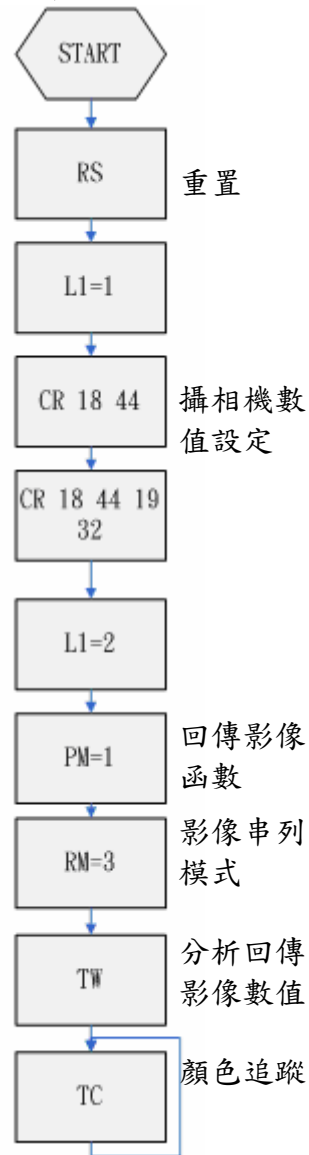 START
RS
重置
L1=1
CR 18 44
攝相機數
值設定
CR 18 44 19
32
L1=2
PM=1
回傳影像
函數
RM=3
影像串列
模式
TW
分析回傳
影像數值
TC
顏色追蹤